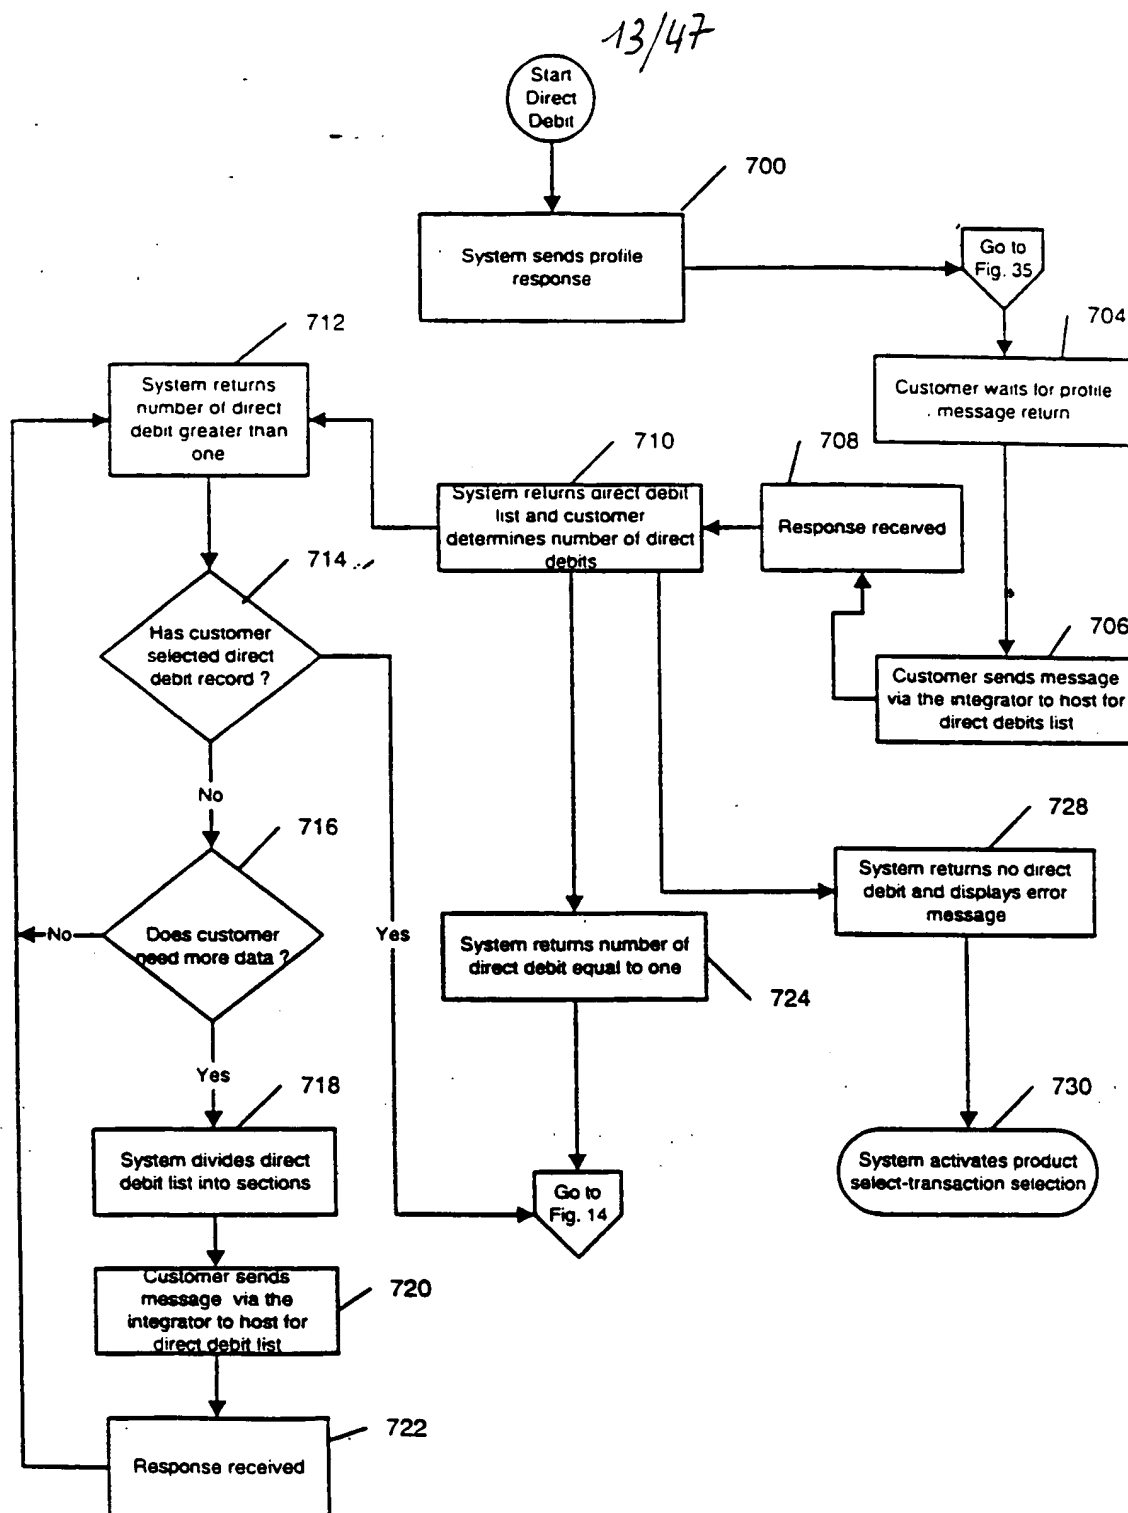 13/47
Start
Direct
Debit
700
System sends profile
response
Go to
Fig. 35
704
Customer waits for profile
message return
706
Customer sends message
via the integrator to host for
direct debits list
708
Response received
710
System returns direct debit
list and customer
determines number of direct
debits
712
System returns
number of direct
debit greater than
one
714
Has customer
selected direct
debit record ?
No
Yes
716
Does customer
need more data ?
No
Yes
718
System divides direct
debit list into sections
720
Customer sends
message via the
integrator to host for
direct debit list
722
Response received
724
System returns number of
direct debit equal to one
Go to
Fig. 14
728
System returns no direct
debit and displays error
message
730
System activates product
select-transaction selection